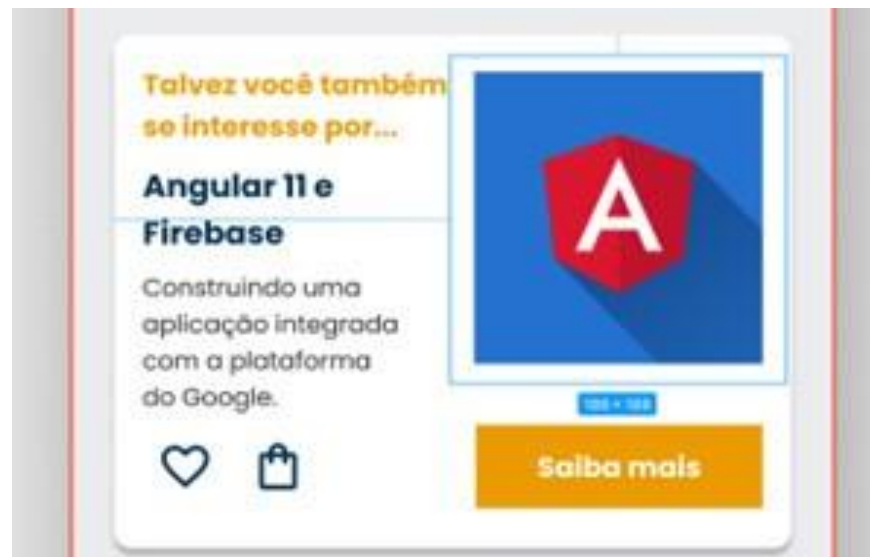 Talvez você também
se interesse por...
Angular 11 e
Firebase
Construindo uma
aplicação integrada
com a plataforma
do Google.
A
Saiba mais